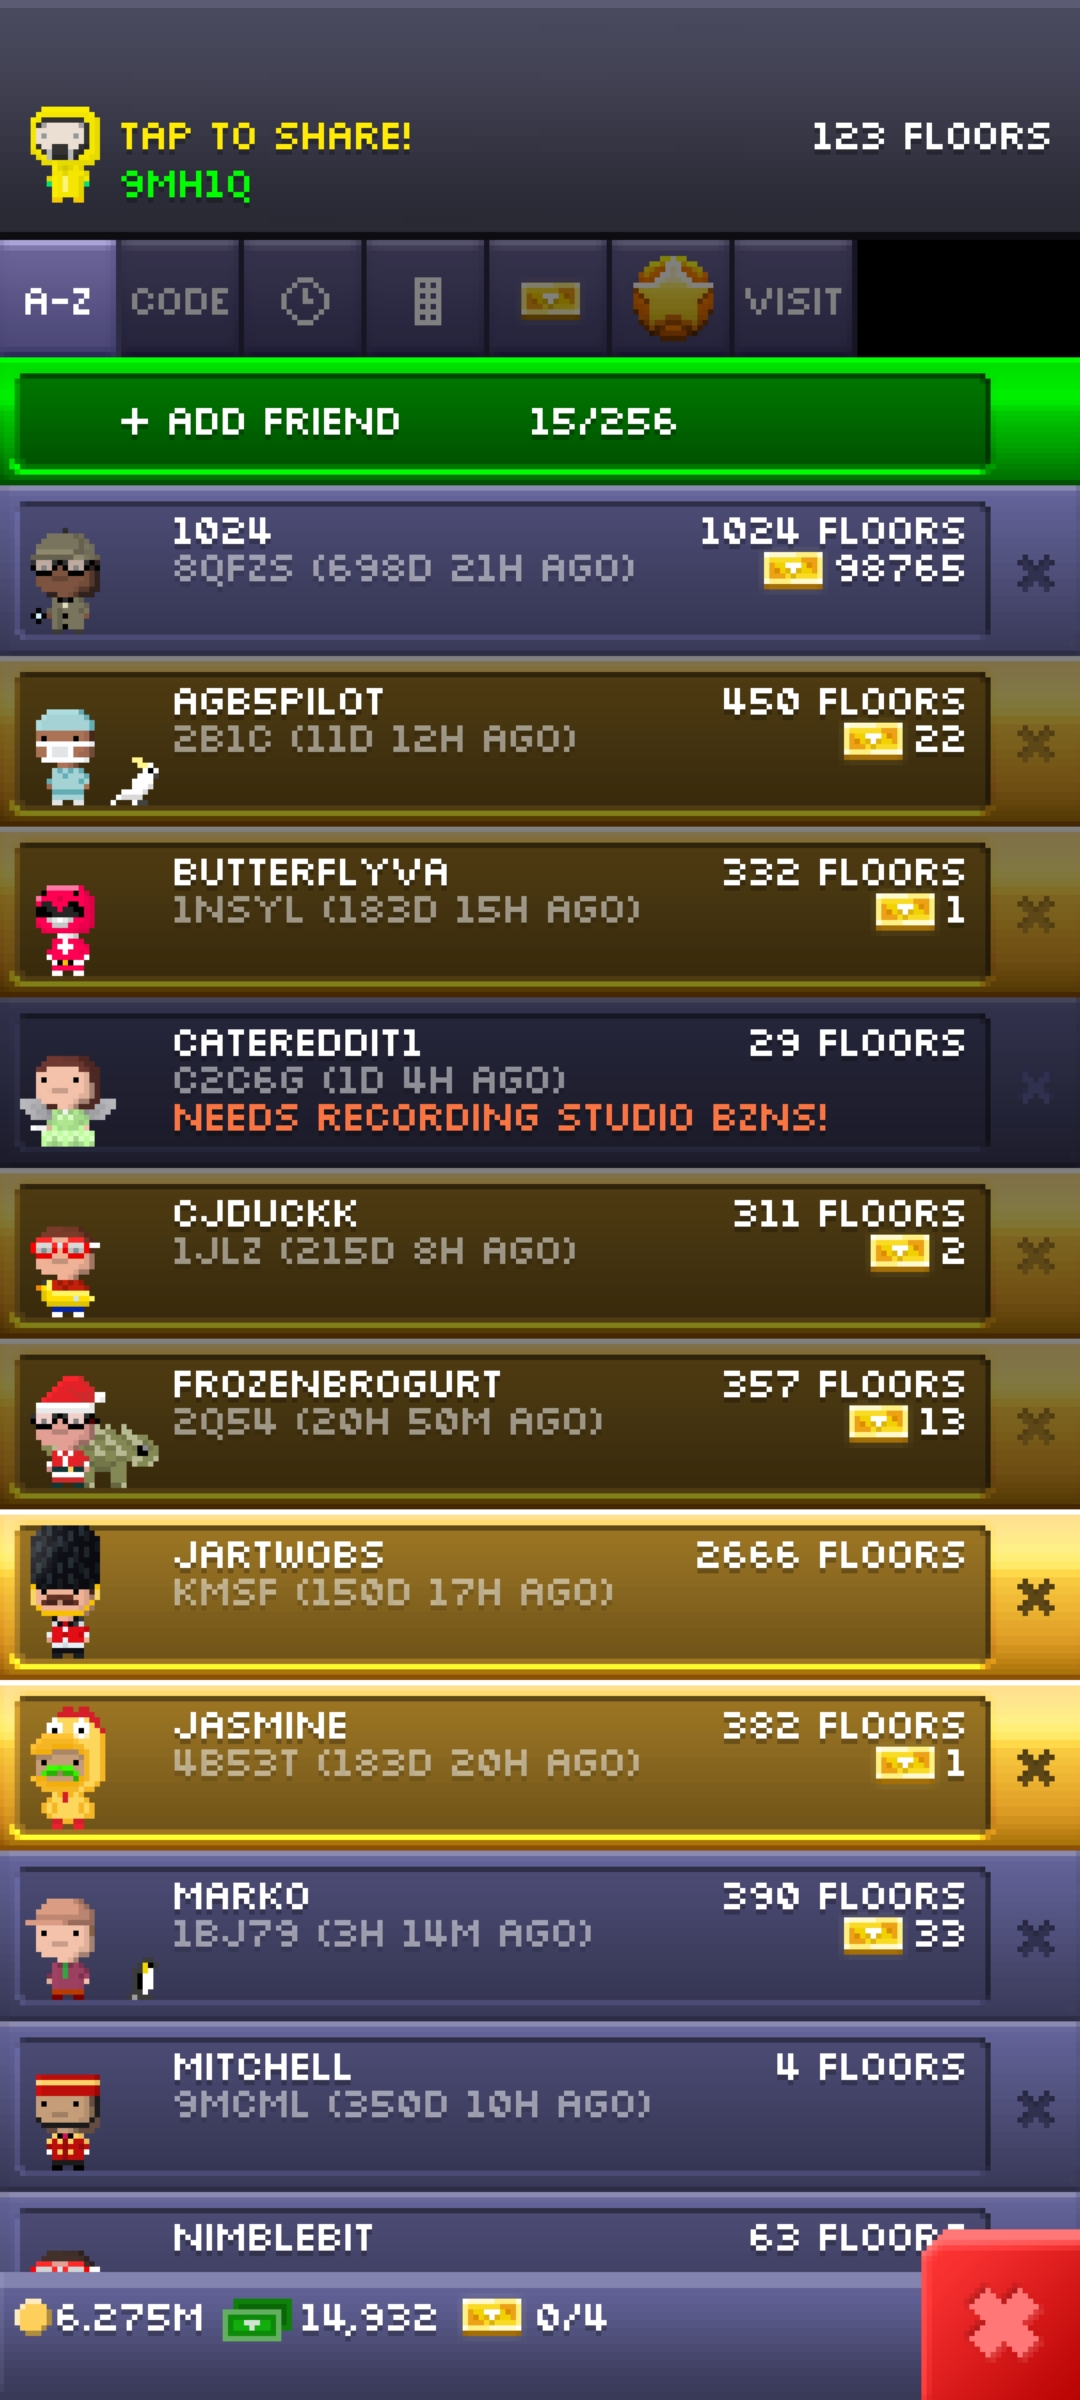 TAP TO SHARE!
123 FLOORS
9MH1Q
A-Z CODE VISIT
+ ADD FRIEND 15/256
1024 1024 FLOORS
8QFZS (698D 21H AGO) 98765
AGB5PILOT 450 FLOORS
2B1C (11D 12H AGO) 22
BUTTERFLYVA 332 FLOORS
1NSYL (183D 15H AGO) 1
CATEREDDIT1 29 FLOORS
C2C6G (1D 4H AGO)
NEEDS RECORDING STUDIO BZNS!
CJDUCKK 311 FLOORS
1JLZ (215D 8H AGO) 2
FROZENBROGURT 357 FLOORS
2Q54 (20H 50M AGO) 13
JARTWOBS 2666 FLOORS
KMSF (150D 17H AGO)
JASMINE 382 FLOORS
4B53T (183D 20H AGO) 1
MARKO 390 FLOORS
1BJ79 (3H 14M AGO) 33
MITCHELL 4 FLOORS
9MCML (350D 10H AGO)
NIMBLEBIT 63 FLOORS
6.275M 14,932 0/4